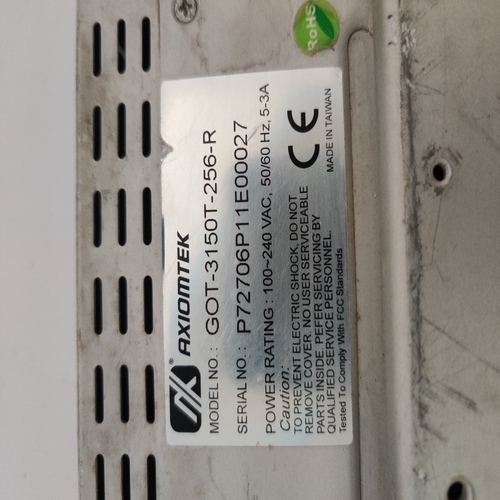 RoHS
AXIOMTEK
MODEL NO.: GOT-3150T-256-R
SERIAL NO.: P72706P11E00027
POWER RATING : 100~240 VAC, 50/60 Hz, 5-3A
Caution:
TO PREVENT ELECTRIC SHOCK, DO NOT
REMOVE COVER. NO USER SERVICEABLE
PARTS INSIDE. PEFER SERVICING BY
QUALIFIED SERVICE PERSONNEL.
Tested To Comply With FCC Standards
CE
MADE IN TAIWAN